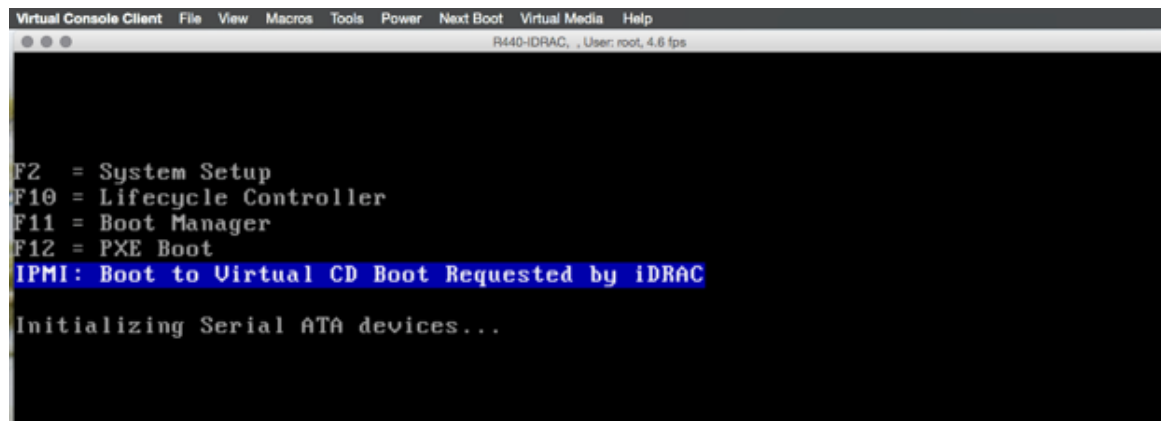 Virtual Console Client File View Macros Tools Power Next Boot Virtual Media Help
R440-IDRAC, , User: root, 4.6 fps
F2 = System Setup
F10 = Lifecycle Controller
F11 = Boot Manager
F12 = PXE Boot
IPMI: Boot to Virtual CD Boot Requested by iDRAC
Initializing Serial ATA devices...